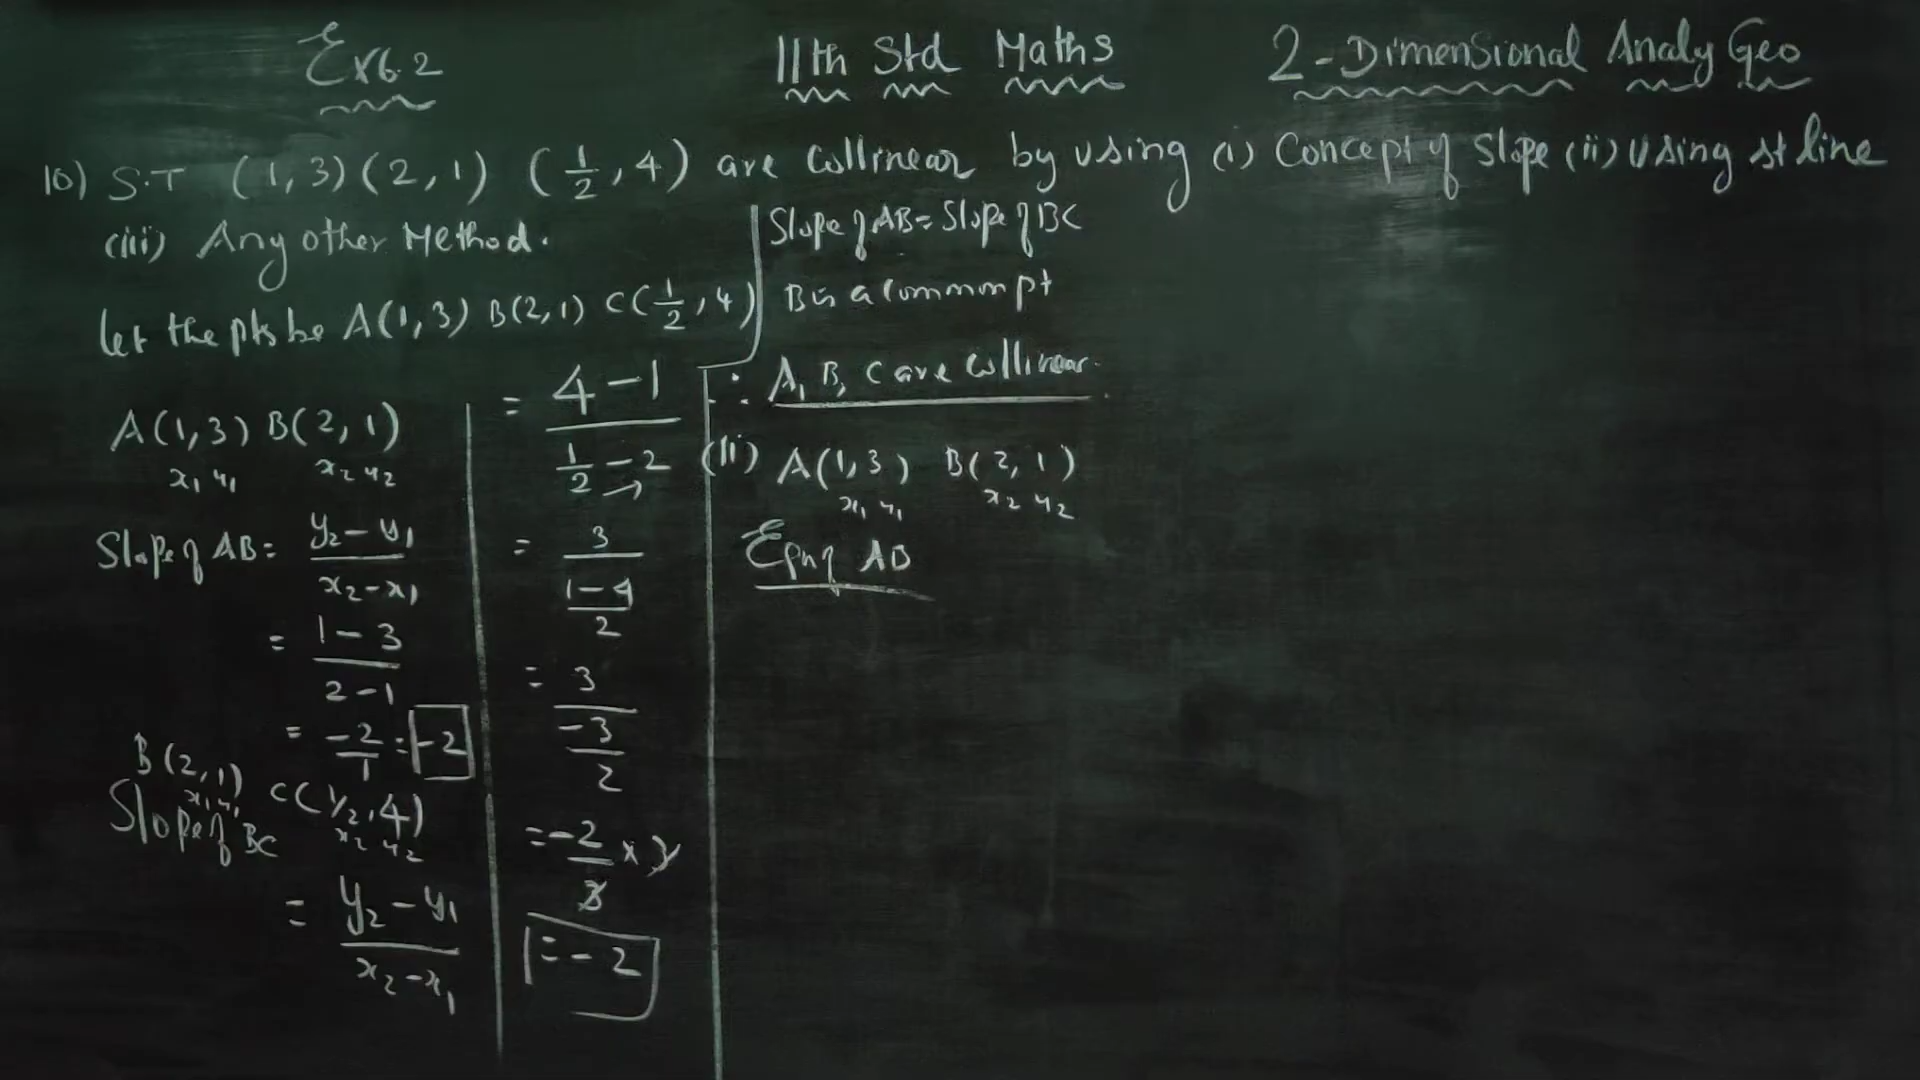 Ex 6.2
11th Std Maths
2-Dimensional Analy Geo
10) S.T (1,3) (2,1) (1/2, 4) are collinear by using (i) Concept of Slope (ii) Using st line
(iii) Any other Method.
let the pts be A(1,3) B(2,1) C(1/2, 4)
A(1,3) B(2,1)
x1 y1 x2 y2
Slope of AB = y2-y1 / x2-x1
= 1-3 / 2-1
= -2/1 = -2
B(2,1) C(1/2,4)
x1 y1 x2 y2
Slope of BC
= y2-y1 / x2-x1
= 4-1 / 1/2 - 2
= 3 / 1-4/2
= 3 / -3/2
= -2/3 x 3
= -2
Slope of AB = Slope of BC
B is a common pt
∴ A, B, C are collinear.
(ii) A(1,3) B(2,1)
x1 y1 x2 y2
Eqn of AB